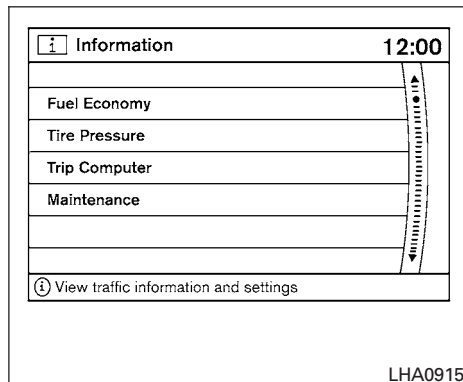 i Information 12:00
Fuel Economy
Tire Pressure
Trip Computer
Maintenance
i View traffic information and settings
LHA0915